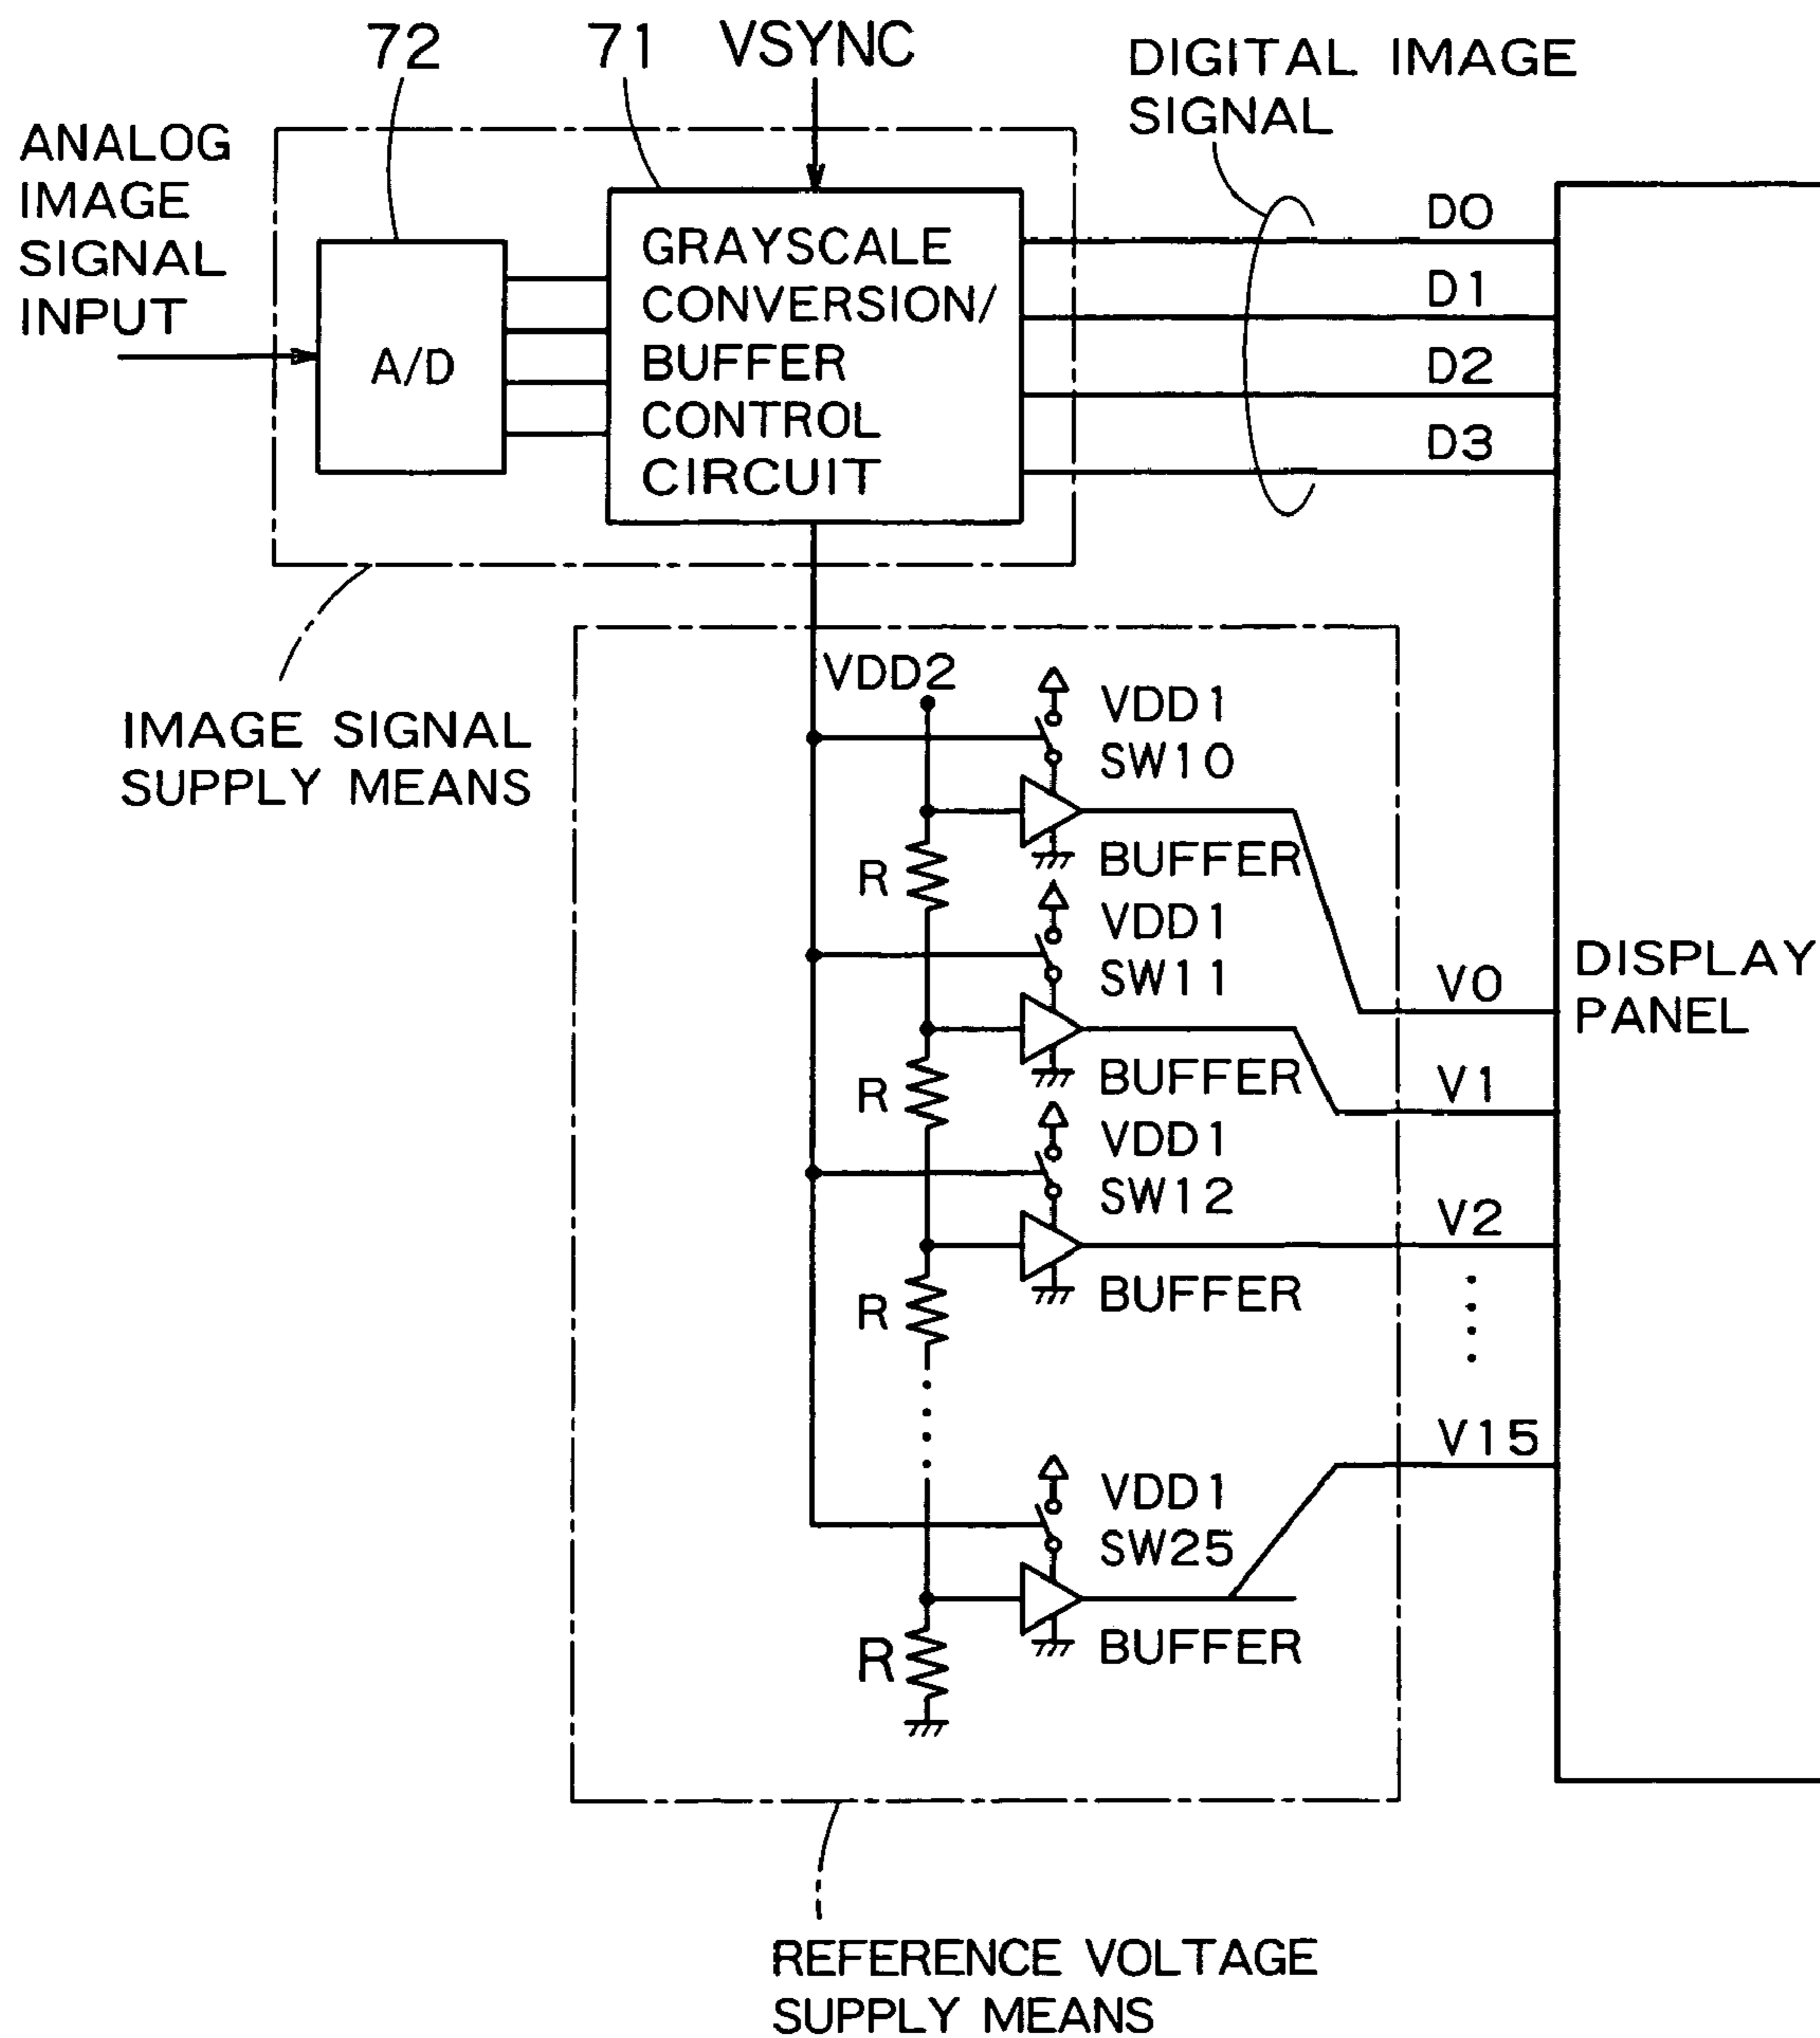 72
71
VSYNC
DIGITAL IMAGE
SIGNAL
ANALOG
IMAGE
SIGNAL
INPUT
A/D
GRAYSCALE
CONVERSION/
BUFFER
CONTROL
CIRCUIT
D0
D1
D2
D3
IMAGE SIGNAL
SUPPLY MEANS
VDD2
VDD1
SW10
BUFFER
R
VDD1
SW11
BUFFER
R
VDD1
SW12
BUFFER
R
VDD1
SW25
BUFFER
R
V0
V1
V2
V15
DISPLAY
PANEL
REFERENCE VOLTAGE
SUPPLY MEANS